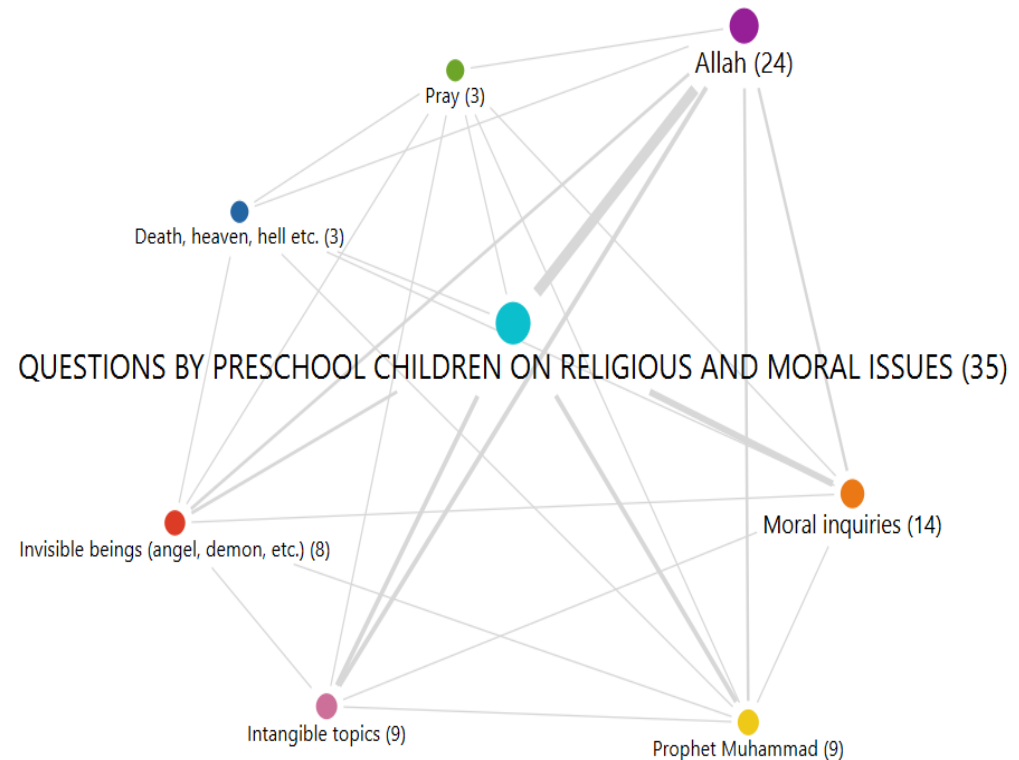 Allah (24)
Pray (3)
Death, heaven, hell etc. (3)
QUESTIONS BY PRESCHOOL CHILDREN ON RELIGIOUS AND MORAL ISSUES (35)
Moral inquiries (14)
Invisible beings (angel, demon, etc.) (8)
Intangible topics (9)
Prophet Muhammad (9)